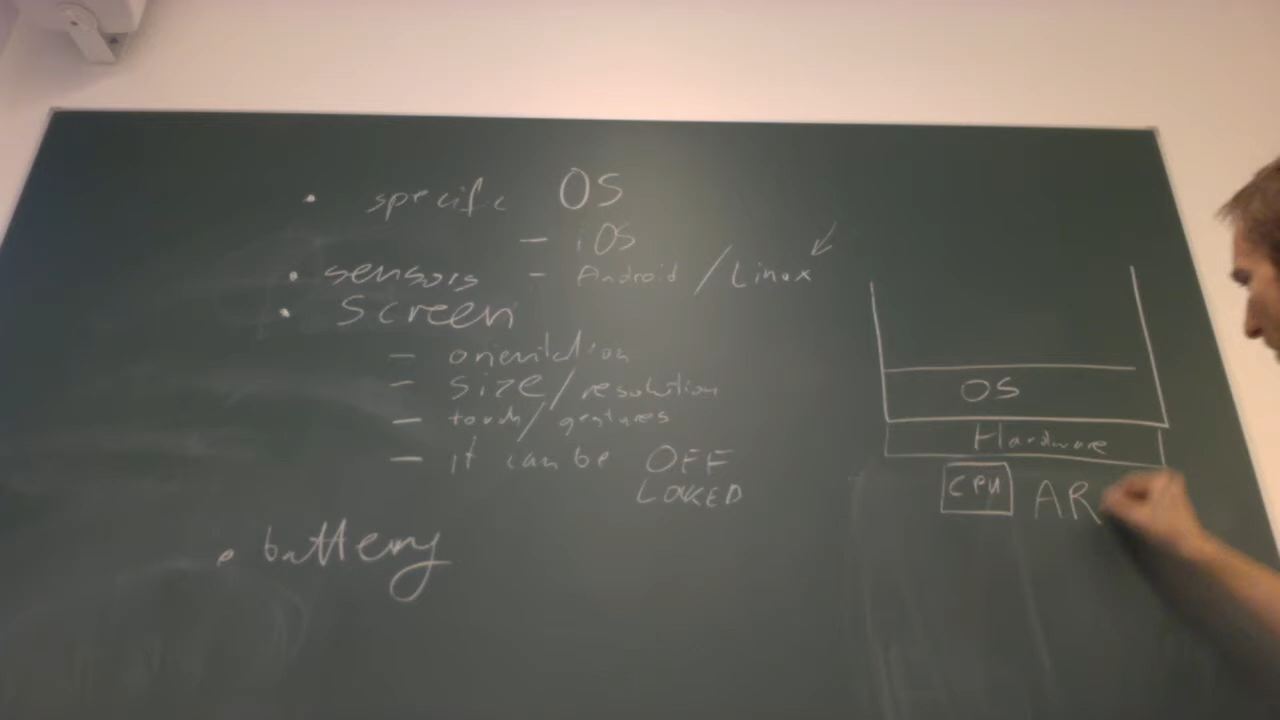 • specific OS
– iOS
• sensors – Android / Linux
• Screen
– orientation
– size / resolution
– touch / gestures
– it can be OFF
LOCKED
• battery
OS
Hardware
CPU AR